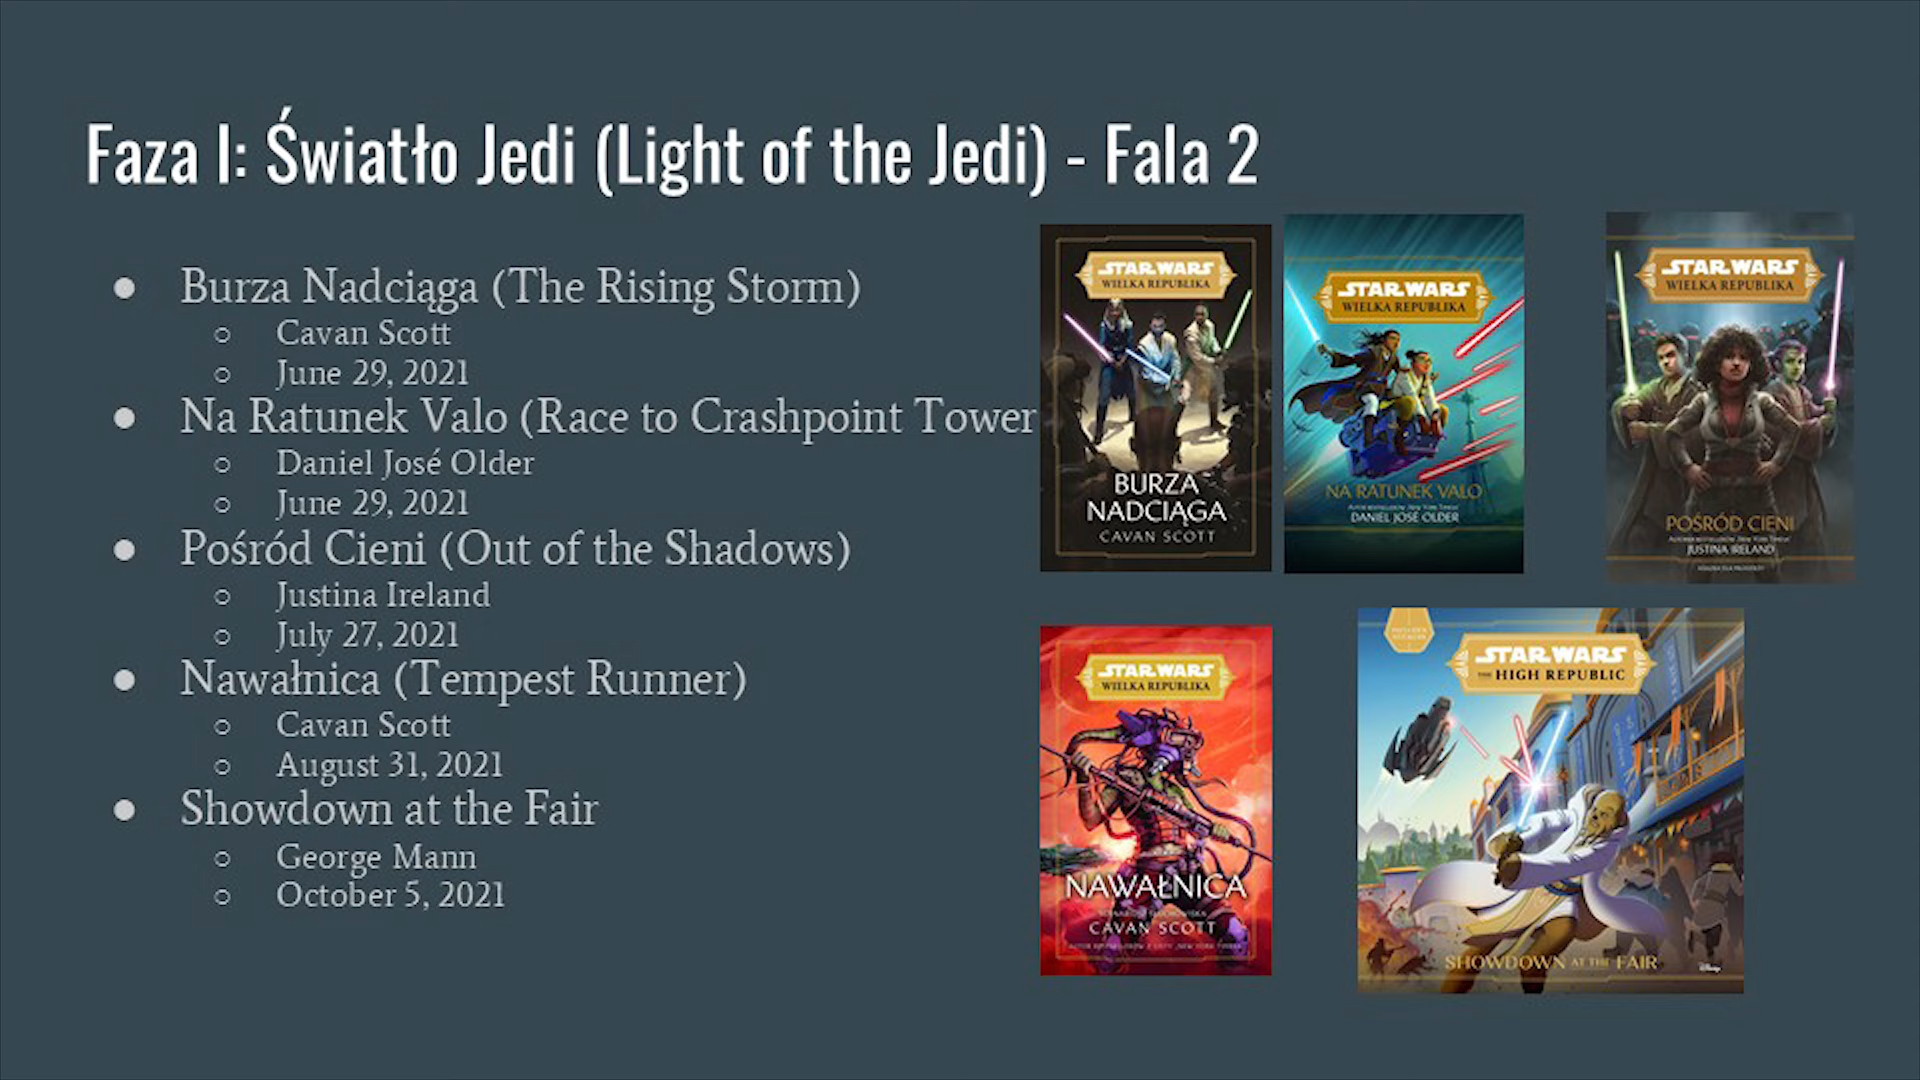 Faza I: Światło Jedi (Light of the Jedi) - Fala 2
Burza Nadciąga (The Rising Storm)
Cavan Scott
June 29, 2021
Na Ratunek Valo (Race to Crashpoint Tower
Daniel José Older
June 29, 2021
Pośród Cieni (Out of the Shadows)
Justina Ireland
July 27, 2021
Nawałnica (Tempest Runner)
Cavan Scott
August 31, 2021
Showdown at the Fair
George Mann
October 5, 2021
STAR WARS
WIELKA REPUBLIKA
BURZA
NADCIĄGA
CAVAN SCOTT
STAR WARS
WIELKA REPUBLIKA
NA RATUNEK VALO
DANIEL JOSÉ OLDER
STAR WARS
WIELKA REPUBLIKA
POŚRÓD CIENI
JUSTINA IRELAND
STAR WARS
WIELKA REPUBLIKA
NAWAŁNICA
CAVAN SCOTT
STAR WARS
THE HIGH REPUBLIC
SHOWDOWN AT THE FAIR
Disney